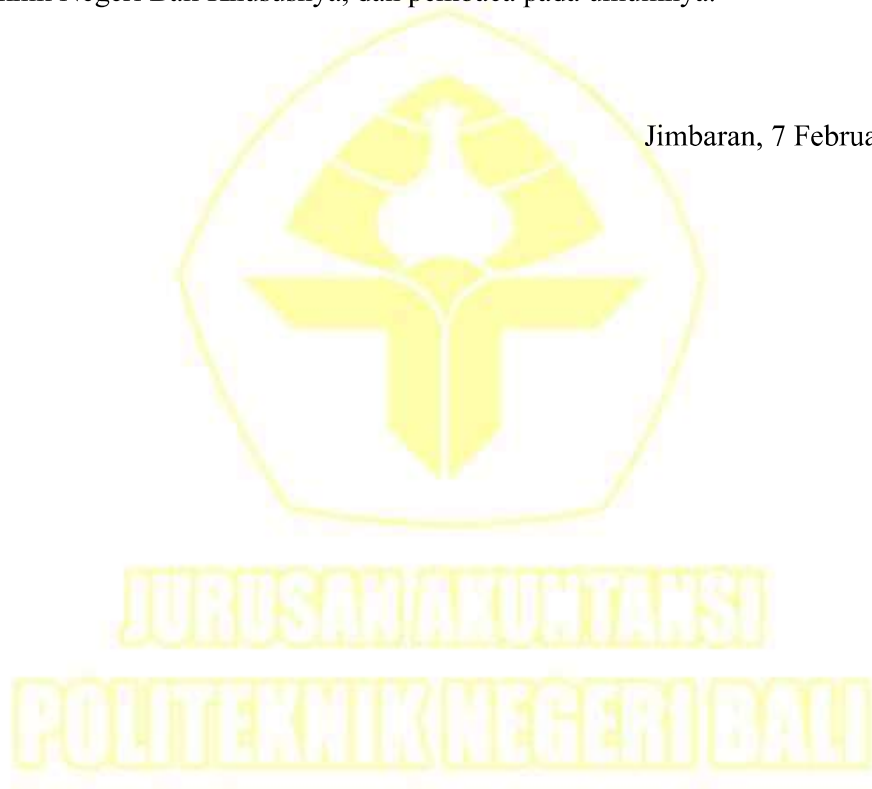 Negeri Bali khususnya, dan pembaca pada umumnya.
Jimbaran, 7 Februa
JURUSAN AKUNTANSI
POLITEKNIK NEGERI BALI